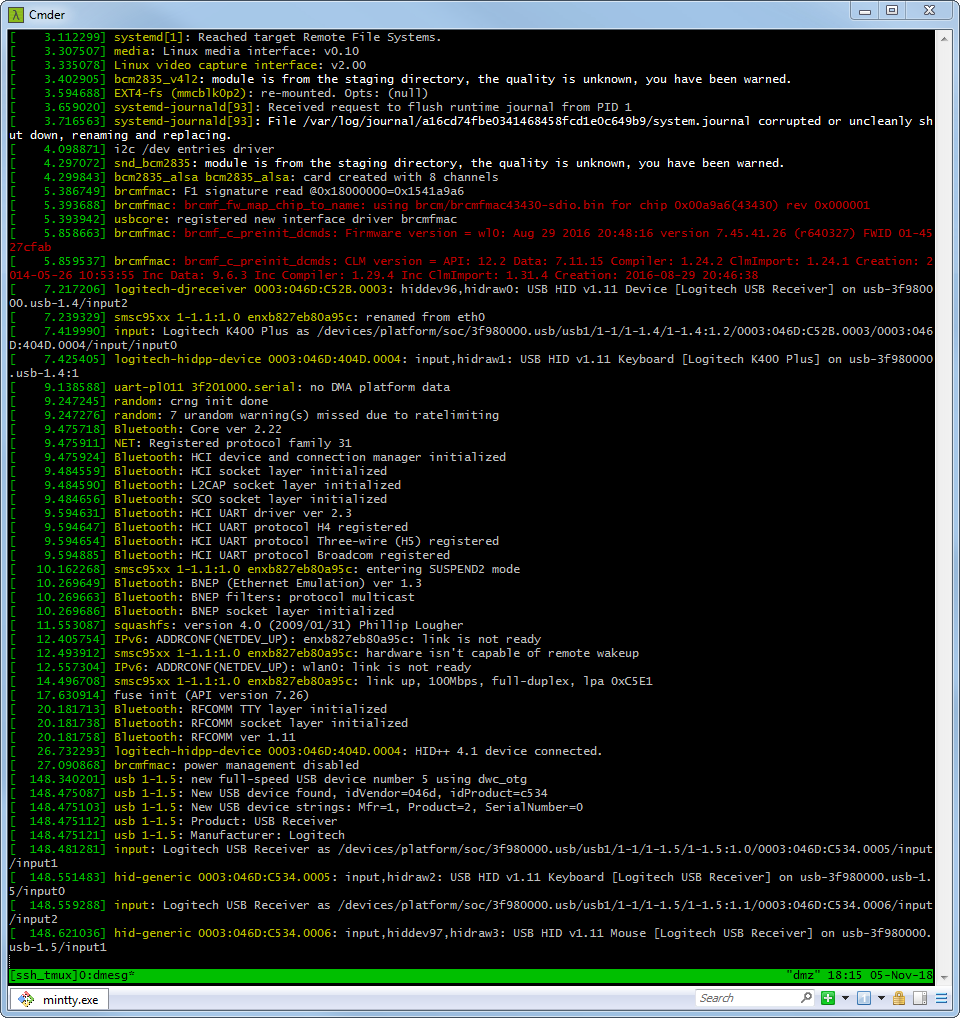 Cmder
[    3.112299] systemd[1]: Reached target Remote File Systems.
[    3.307507] media: Linux media interface: v0.10
[    3.335078] Linux video capture interface: v2.00
[    3.402905] bcm2835_v4l2: module is from the staging directory, the quality is unknown, you have been warned.
[    3.594688] EXT4-fs (mmcblk0p2): re-mounted. Opts: (null)
[    3.659020] systemd-journald[93]: Received request to flush runtime journal from PID 1
[    3.716563] systemd-journald[93]: File /var/log/journal/a16cd74fbe0341468458fcd1e0c649b9/system.journal corrupted or uncleanly sh
ut down, renaming and replacing.
[    4.098871] i2c /dev entries driver
[    4.297072] snd_bcm2835: module is from the staging directory, the quality is unknown, you have been warned.
[    4.299843] bcm2835_alsa bcm2835_alsa: card created with 8 channels
[    5.386749] brcmfmac: F1 signature read @0x18000000=0x1541a9a6
[    5.393688] brcmfmac: brcmf_fw_map_chip_to_name: using brcm/brcmfmac43430-sdio.bin for chip 0x00a9a6(43430) rev 0x000001
[    5.393942] usbcore: registered new interface driver brcmfmac
[    5.858663] brcmfmac: brcmf_c_preinit_dcmds: Firmware version = wl0: Aug 29 2016 20:48:16 version 7.45.41.26 (r640327) FWID 01-45
27cfab
[    5.859537] brcmfmac: brcmf_c_preinit_dcmds: CLM version = API: 12.2 Data: 7.11.15 Compiler: 1.24.2 ClmImport: 1.24.1 Creation: 2
014-05-26 10:53:55 Inc Data: 9.6.3 Inc Compiler: 1.29.4 Inc ClmImport: 1.31.4 Creation: 2016-08-29 20:46:38
[    7.217206] logitech-djreceiver 0003:046D:C52B.0003: hiddev96,hidraw0: USB HID v1.11 Device [Logitech USB Receiver] on usb-3f9800
00.usb-1.4/input2
[    7.239329] smsc95xx 1-1.1:1.0 enxb827eb80a95c: renamed from eth0
[    7.419990] input: Logitech K400 Plus as /devices/platform/soc/3f980000.usb/usb1/1-1/1-1.4/1-1.4:1.2/0003:046D:C52B.0003/0003:046
D:404D.0004/input/input0
[    7.425405] logitech-hidpp-device 0003:046D:404D.0004: input,hidraw1: USB HID v1.11 Keyboard [Logitech K400 Plus] on usb-3f980000
.usb-1.4:1
[    9.138588] uart-pl011 3f201000.serial: no DMA platform data
[    9.247245] random: crng init done
[    9.247276] random: 7 urandom warning(s) missed due to ratelimiting
[    9.475718] Bluetooth: Core ver 2.22
[    9.475911] NET: Registered protocol family 31
[    9.475924] Bluetooth: HCI device and connection manager initialized
[    9.484559] Bluetooth: HCI socket layer initialized
[    9.484590] Bluetooth: L2CAP socket layer initialized
[    9.484656] Bluetooth: SCO socket layer initialized
[    9.594631] Bluetooth: HCI UART driver ver 2.3
[    9.594647] Bluetooth: HCI UART protocol H4 registered
[    9.594654] Bluetooth: HCI UART protocol Three-wire (H5) registered
[    9.594885] Bluetooth: HCI UART protocol Broadcom registered
[   10.162268] smsc95xx 1-1.1:1.0 enxb827eb80a95c: entering SUSPEND2 mode
[   10.269649] Bluetooth: BNEP (Ethernet Emulation) ver 1.3
[   10.269663] Bluetooth: BNEP filters: protocol multicast
[   10.269686] Bluetooth: BNEP socket layer initialized
[   11.553087] squashfs: version 4.0 (2009/01/31) Phillip Lougher
[   12.405754] IPv6: ADDRCONF(NETDEV_UP): enxb827eb80a95c: link is not ready
[   12.493912] smsc95xx 1-1.1:1.0 enxb827eb80a95c: hardware isn't capable of remote wakeup
[   12.557304] IPv6: ADDRCONF(NETDEV_UP): wlan0: link is not ready
[   14.496708] smsc95xx 1-1.1:1.0 enxb827eb80a95c: link up, 100Mbps, full-duplex, lpa 0xC5E1
[   17.630914] fuse init (API version 7.26)
[   20.181713] Bluetooth: RFCOMM TTY layer initialized
[   20.181738] Bluetooth: RFCOMM socket layer initialized
[   20.181758] Bluetooth: RFCOMM ver 1.11
[   26.732293] logitech-hidpp-device 0003:046D:404D.0004: HID++ 4.1 device connected.
[   27.090868] brcmfmac: power management disabled
[  148.340201] usb 1-1.5: new full-speed USB device number 5 using dwc_otg
[  148.475087] usb 1-1.5: New USB device found, idVendor=046d, idProduct=c534
[  148.475103] usb 1-1.5: New USB device strings: Mfr=1, Product=2, SerialNumber=0
[  148.475112] usb 1-1.5: Product: USB Receiver
[  148.475121] usb 1-1.5: Manufacturer: Logitech
[  148.481281] input: Logitech USB Receiver as /devices/platform/soc/3f980000.usb/usb1/1-1/1-1.5/1-1.5:1.0/0003:046D:C534.0005/input
/input1
[  148.551483] hid-generic 0003:046D:C534.0005: input,hidraw2: USB HID v1.11 Keyboard [Logitech USB Receiver] on usb-3f980000.usb-1.
5/input0
[  148.559288] input: Logitech USB Receiver as /devices/platform/soc/3f980000.usb/usb1/1-1/1-1.5/1-1.5:1.1/0003:046D:C534.0006/input
/input2
[  148.621036] hid-generic 0003:046D:C534.0006: input,hiddev97,hidraw3: USB HID v1.11 Mouse [Logitech USB Receiver] on usb-3f980000.
usb-1.5/input1
[ssh_tmux]0:dmesg* "dmz" 18:15 05-Nov-18
mintty.exe Search